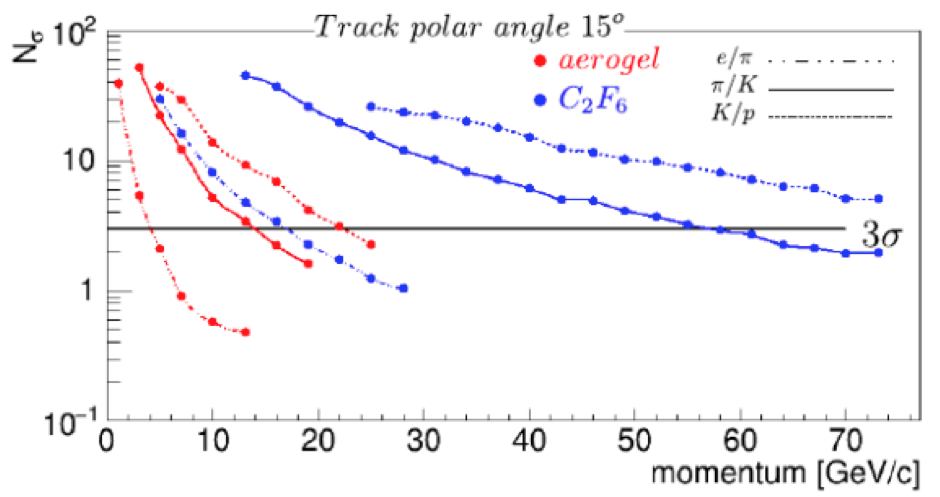 Track polar angle 15°
N_σ
10²
10
1
10⁻¹
aerogel
C₂F₆
e/π
π/K
K/p
3σ
0 10 20 30 40 50 60 70
momentum [GeV/c]